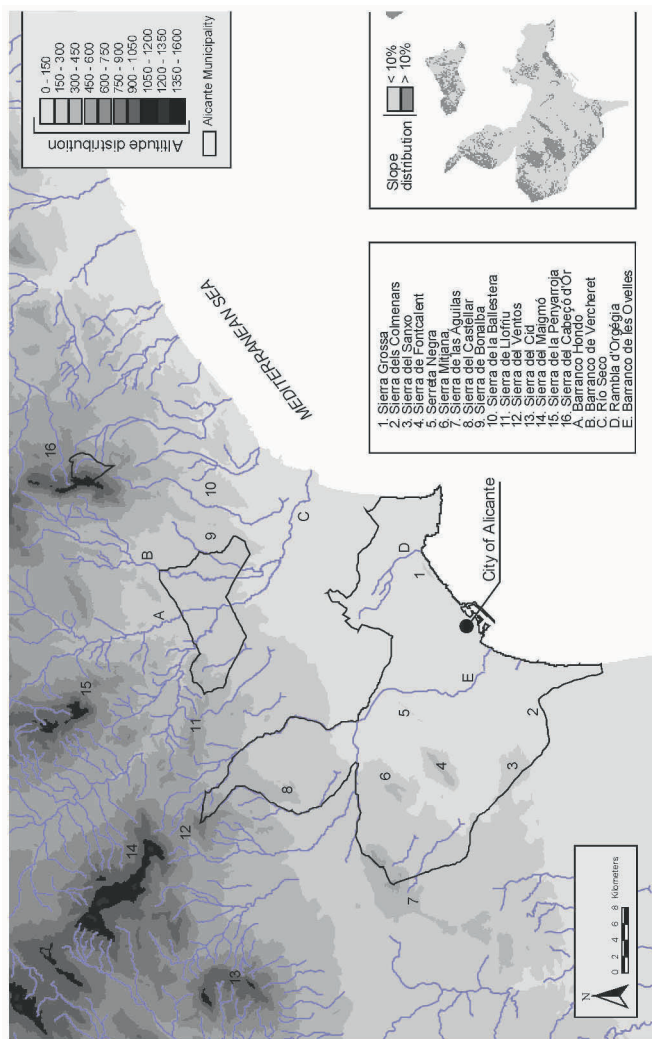 Altitude distribution
0 - 150
150 - 300
300 - 450
450 - 600
600 - 750
750 - 900
900 - 1050
1050 - 1200
1200 - 1350
1350 - 1600
Alicante Municipality
MEDITERRANEAN SEA
16
15
14
13
12
11
10
9
8
7
6
5
4
3
2
1
A
B
C
D
E
City of Alicante
Slope
distribution
< 10%
> 10%
1. Sierra Grossa
2. Sierra dels Colmenars
3. Sierra del Sanxo
4. Sierra de Fontcalent
5. Serreta Negra
6. Sierra Mitjana
7. Sierra de las Águilas
8. Sierra del Castellar
9. Sierra de Bonalba
10. Sierra de la Ballestera
11. Sierra de Llofriu
12. Sierra del Ventos
13. Sierra del Cid
14. Sierra del Maigmó
15. Sierra de la Penyarroja
16. Sierra del Cabeçó d'Or
A. Barranco Hondo
B. Barranco de Vercheret
C. Río Seco
D. Rambla d'Orgègia
E. Barranco de les Ovelles
N
0 2 4 6 8
Kilometers